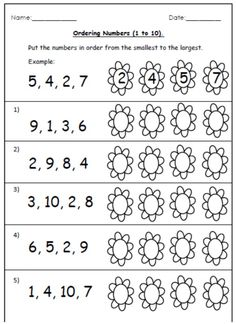 Name:____________ Date:__________
Ordering Numbers (1 to 10).
Put the numbers in order from the smallest to the largest.
Example:
5, 4, 2, 7 2 4 5 7
1)
9, 1, 3, 6
2)
2, 9, 8, 4
3)
3, 10, 2, 8
4)
6, 5, 2, 9
5)
1, 4, 10, 7